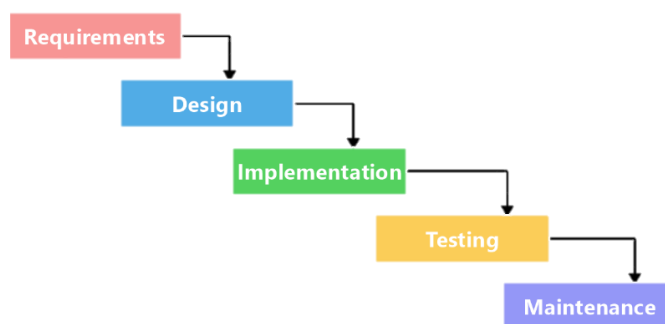 Requirements
Design
Implementation
Testing
Maintenance